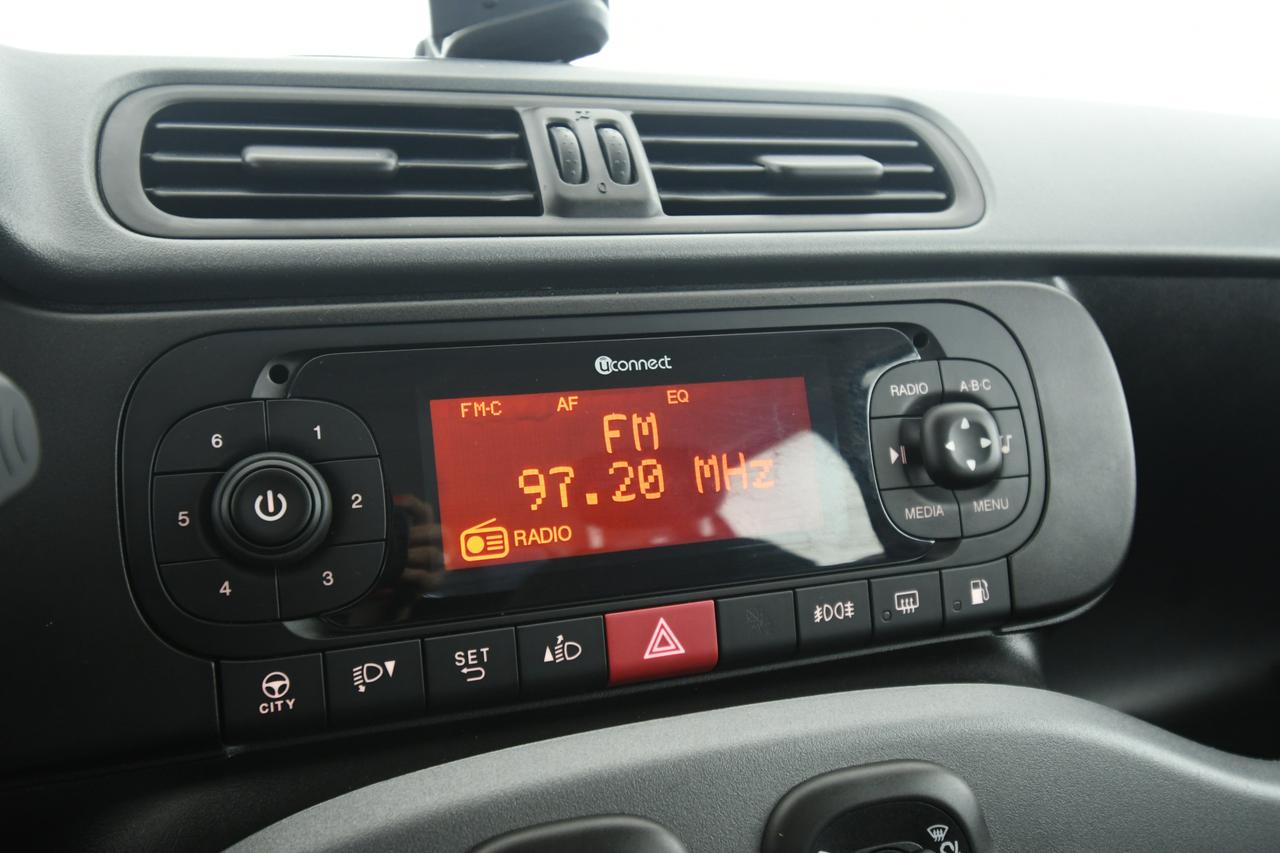 uconnect
FM-C AF EQ
FM
97.20 MHz
RADIO
6 1
5 2
4 3
RADIO A·B·C
MEDIA MENU
CITY
SET
0